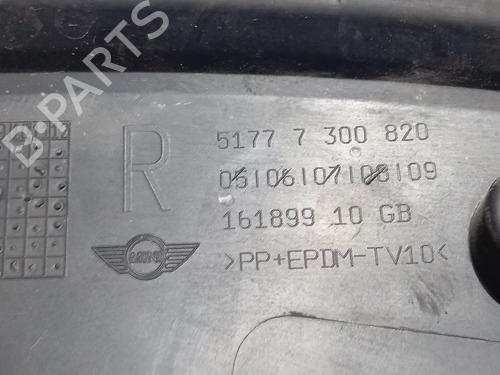 R
5177 7 300 820
05|06|07|08|09
161899 10 GB
MINI
>PP+EPDM-TV10<
B-PARTS